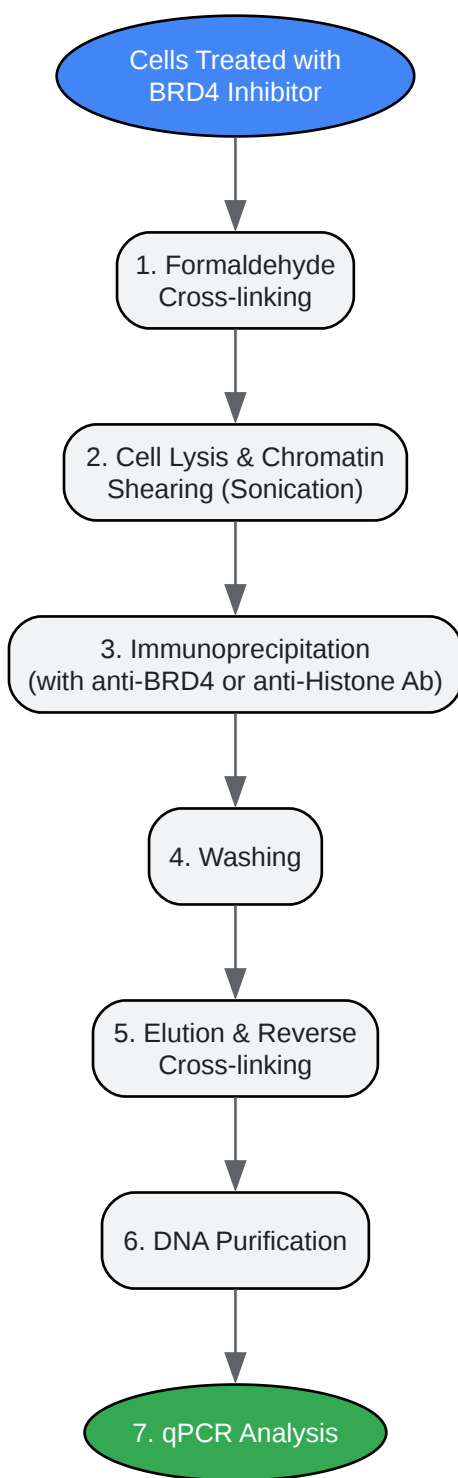 Cells Treated with
BRD4 Inhibitor
1. Formaldehyde
Cross-linking
2. Cell Lysis & Chromatin
Shearing (Sonication)
3. Immunoprecipitation
(with anti-BRD4 or anti-Histone Ab)
4. Washing
5. Elution & Reverse
Cross-linking
6. DNA Purification
7. qPCR Analysis